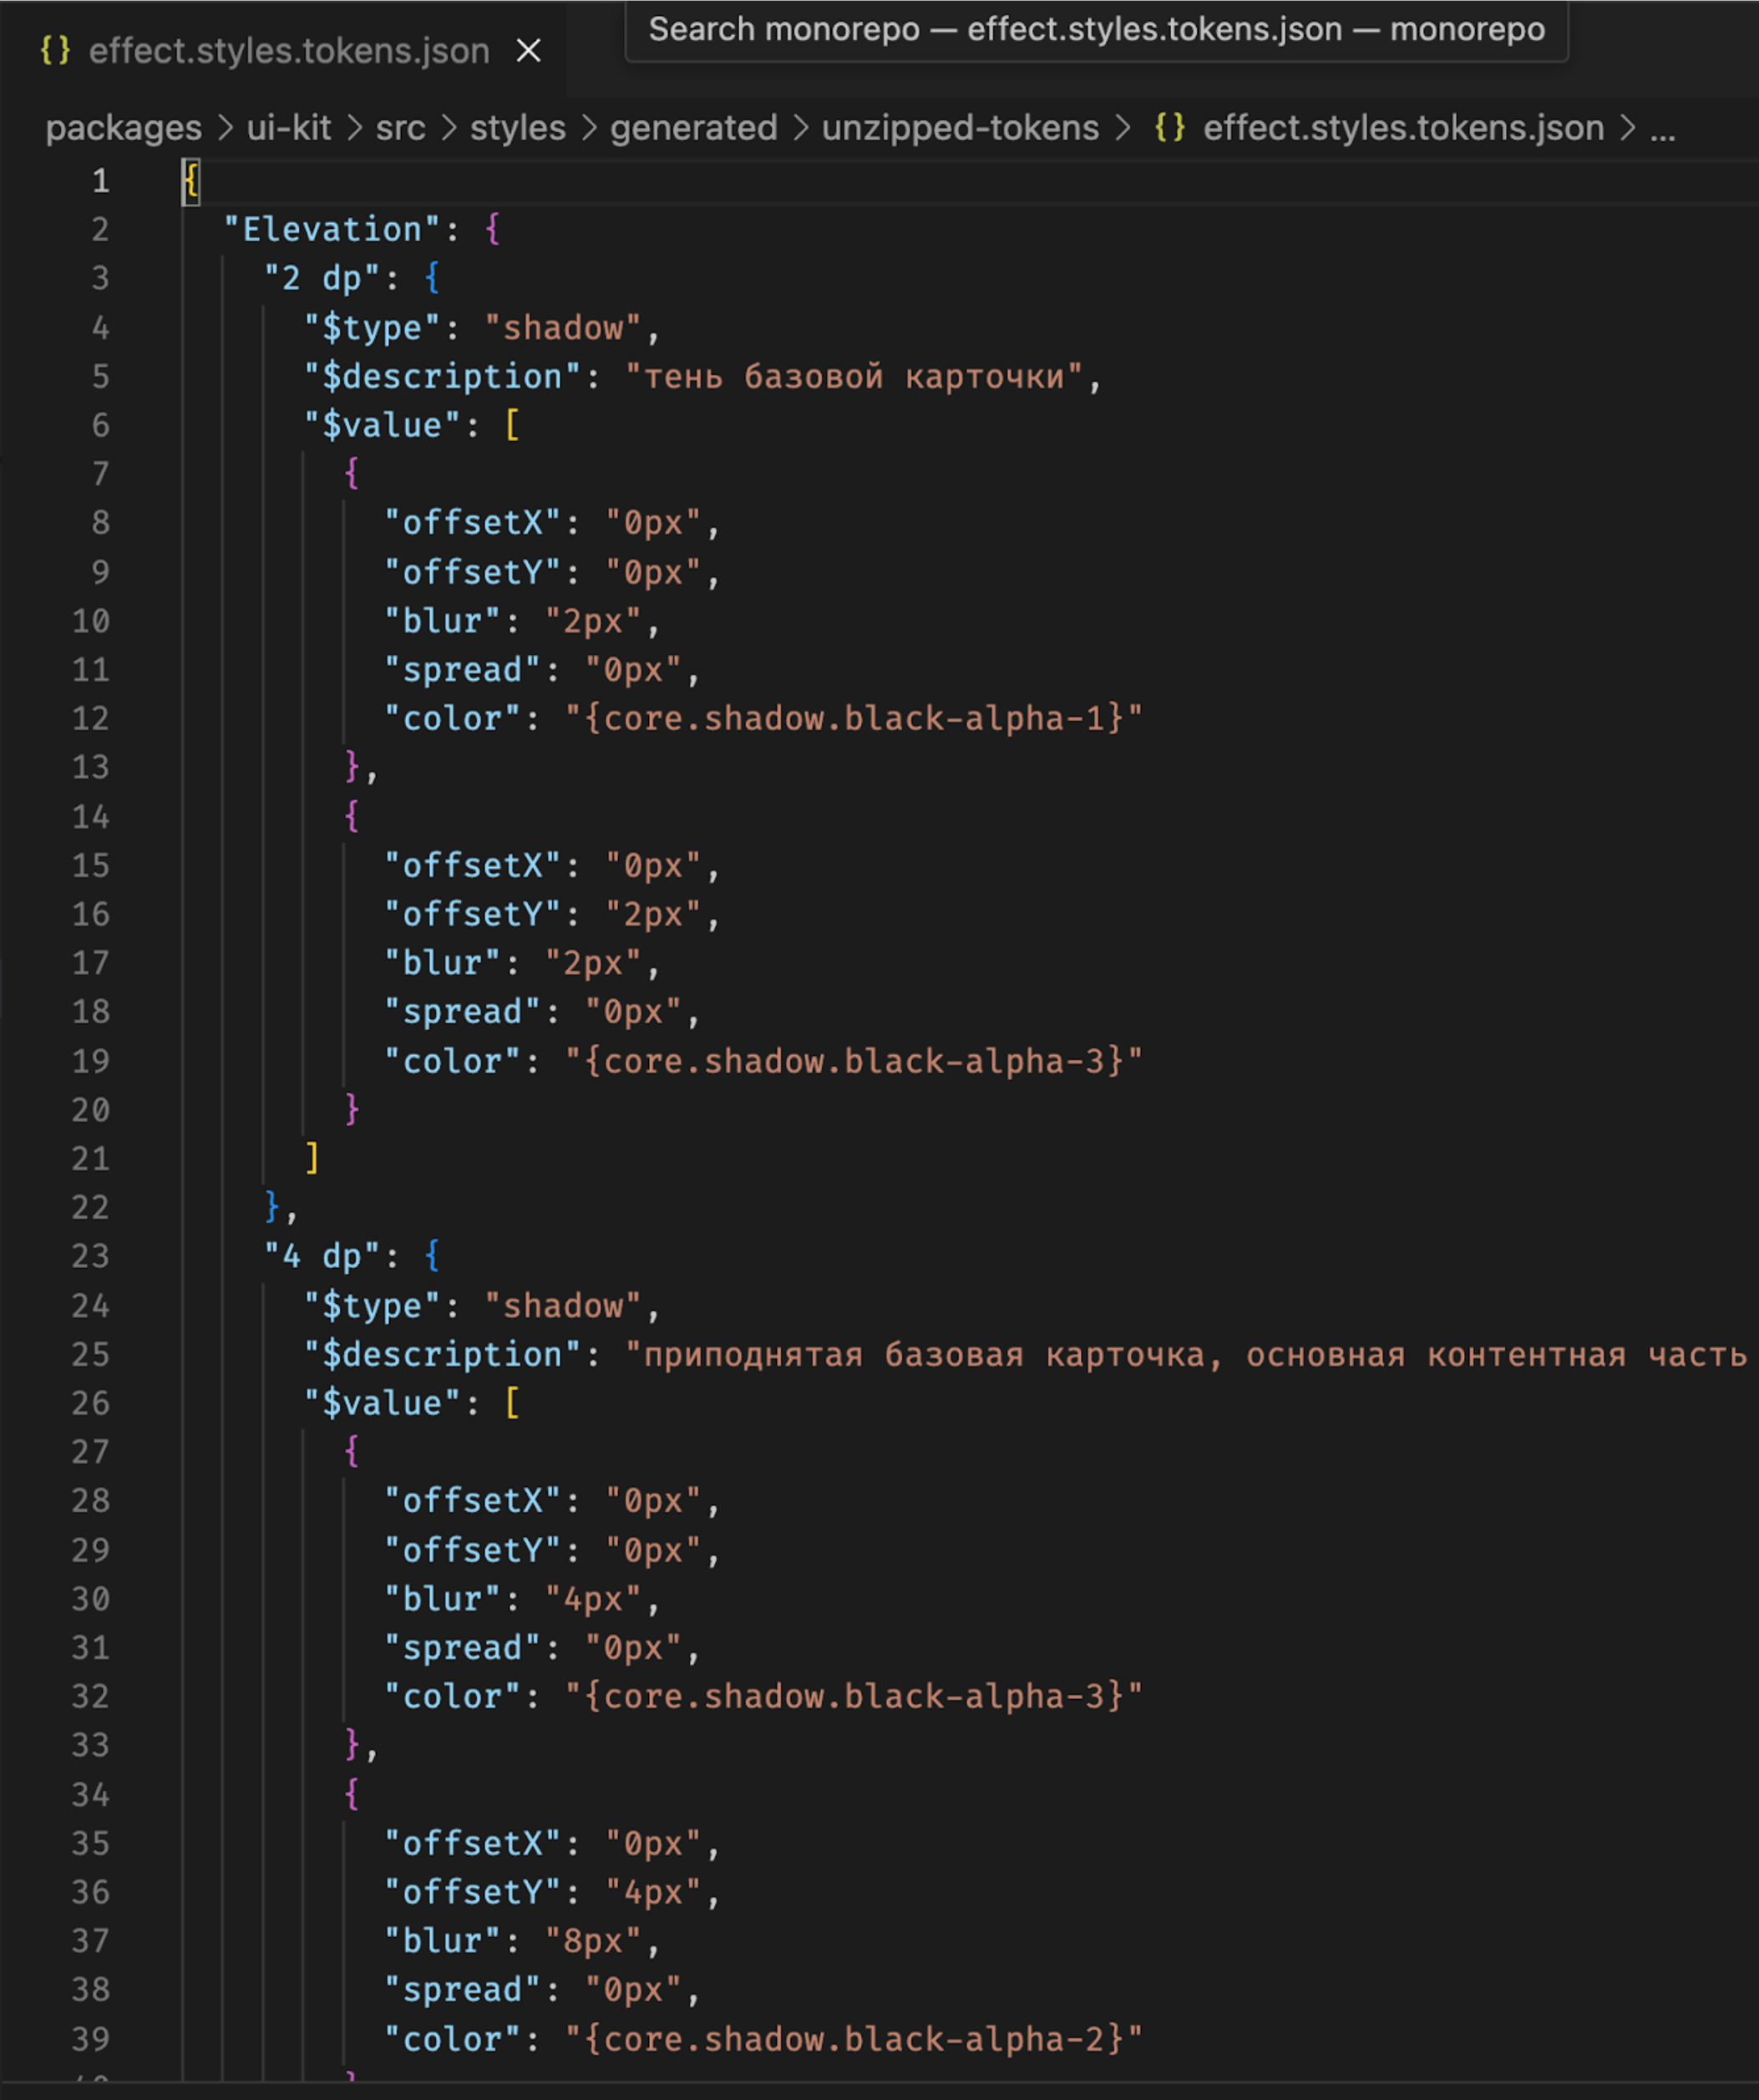 {} effect.styles.tokens.json ×
Search monorepo — effect.styles.tokens.json — monorepo
packages > ui-kit > src > styles > generated > unzipped-tokens > {} effect.styles.tokens.json > ...
1 {
2 "Elevation": {
3 "2 dp": {
4 "$type": "shadow",
5 "$description": "тень базовой карточки",
6 "$value": [
7 {
8 "offsetX": "0px",
9 "offsetY": "0px",
10 "blur": "2px",
11 "spread": "0px",
12 "color": "{core.shadow.black-alpha-1}"
13 },
14 {
15 "offsetX": "0px",
16 "offsetY": "2px",
17 "blur": "2px",
18 "spread": "0px",
19 "color": "{core.shadow.black-alpha-3}"
20 }
21 ]
22 },
23 "4 dp": {
24 "$type": "shadow",
25 "$description": "приподнятая базовая карточка, основная контентная часть
26 "$value": [
27 {
28 "offsetX": "0px",
29 "offsetY": "0px",
30 "blur": "4px",
31 "spread": "0px",
32 "color": "{core.shadow.black-alpha-3}"
33 },
34 {
35 "offsetX": "0px",
36 "offsetY": "4px",
37 "blur": "8px",
38 "spread": "0px",
39 "color": "{core.shadow.black-alpha-2}"